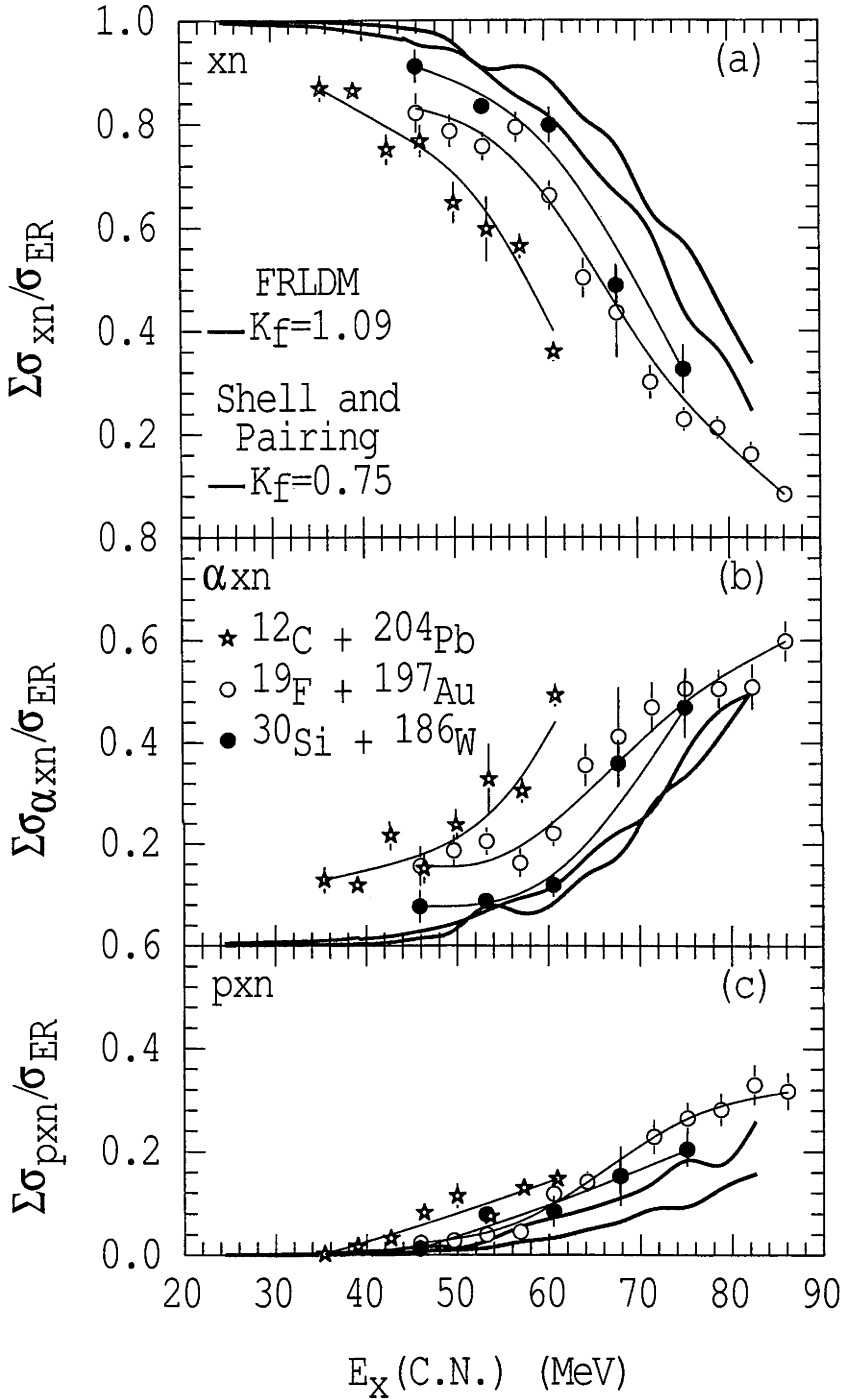 1.0
xn
(a)
0.8
0.6
FRLDM
Kf=1.09
0.4
Shell and
Pairing
0.2
Kf=0.75
Σσxn/σER
0.8
αxn
(b)
12C + 204Pb
0.6
19F + 197Au
30Si + 186W
0.4
0.2
Σσαxn/σER
0.6
pxn
(c)
0.4
0.2
0.0
Σσpxn/σER
20 30 40 50 60 70 80 90
Ex(C.N.) (MeV)